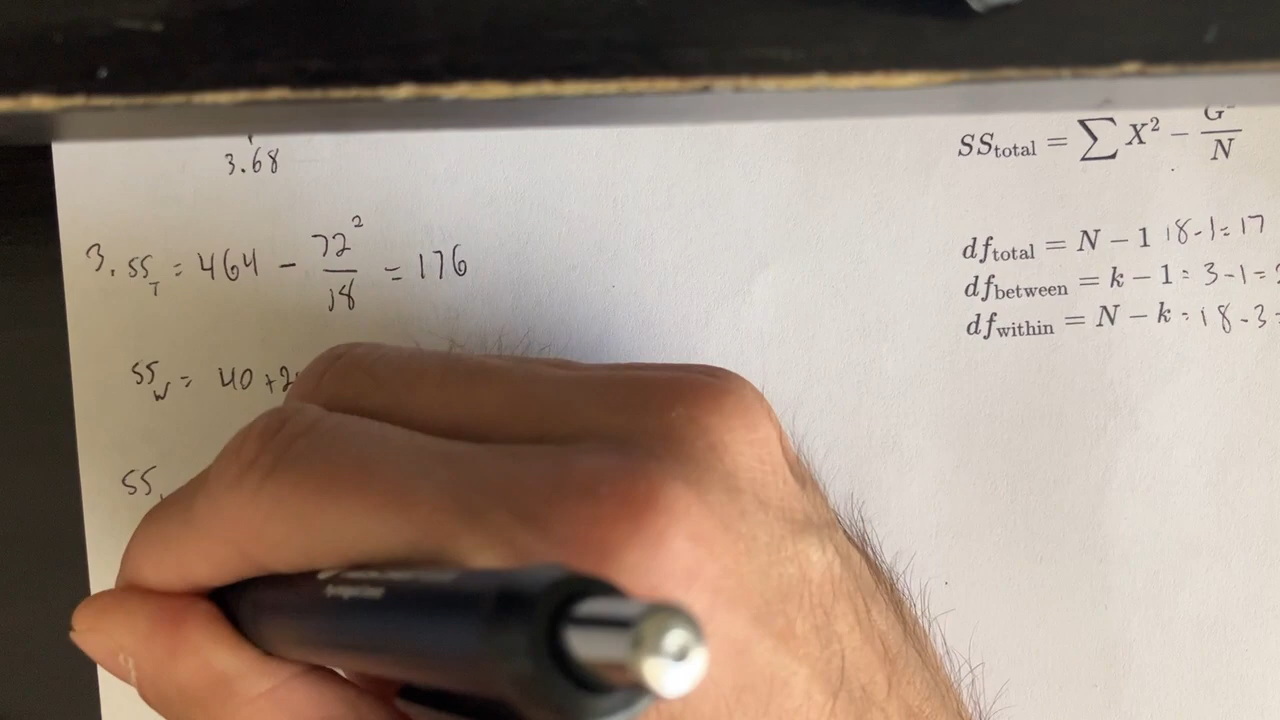 3.68
SS_total = ∑ X² − G²/N
3. SS_T = 464 − 72²/18 = 176
df_total = N − 1 18-1=17
df_between = k − 1 = 3-1=
df_within = N − k = 18-3
SS_W = 40+2
SS